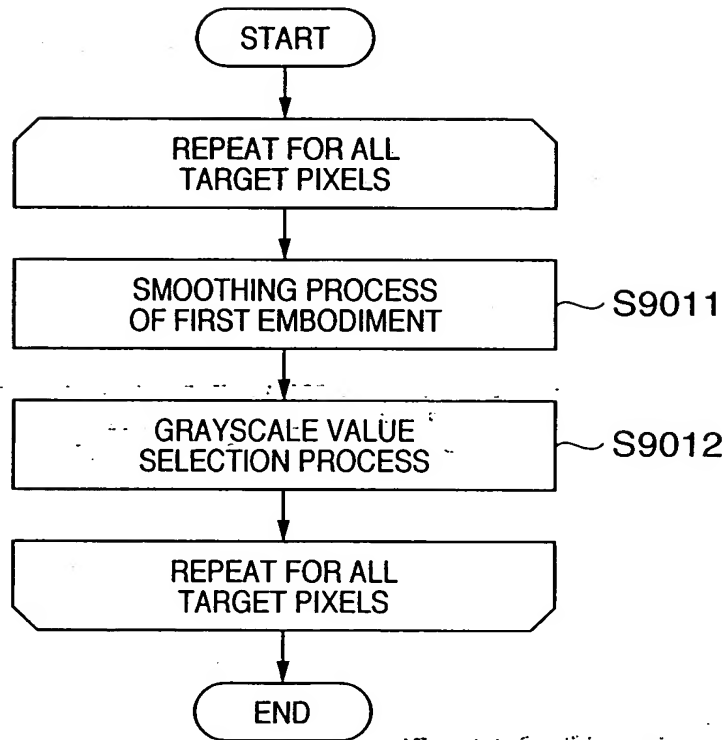 START
REPEAT FOR ALL
TARGET PIXELS
SMOOTHING PROCESS
OF FIRST EMBODIMENT
S9011
GRAYSCALE VALUE
SELECTION PROCESS
S9012
REPEAT FOR ALL
TARGET PIXELS
END